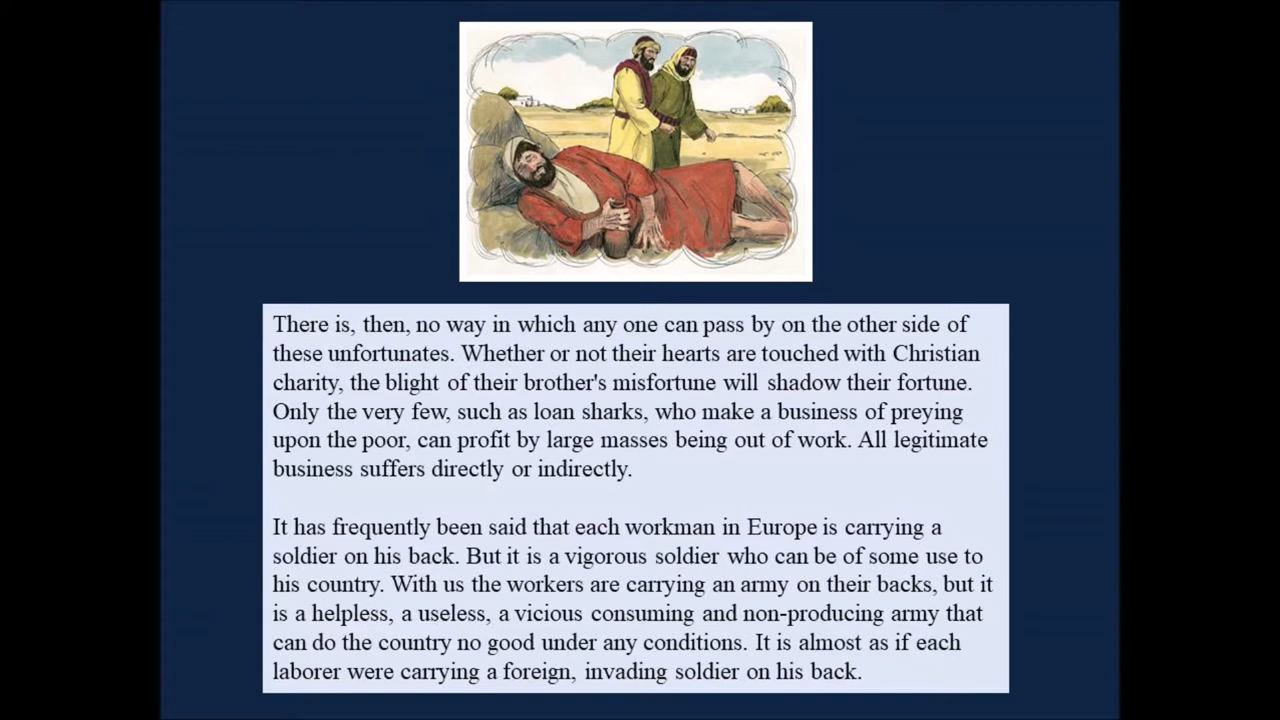 There is, then, no way in which any one can pass by on the other side of
these unfortunates. Whether or not their hearts are touched with Christian
charity, the blight of their brother's misfortune will shadow their fortune.
Only the very few, such as loan sharks, who make a business of preying
upon the poor, can profit by large masses being out of work. All legitimate
business suffers directly or indirectly.
It has frequently been said that each workman in Europe is carrying a
soldier on his back. But it is a vigorous soldier who can be of some use to
his country. With us the workers are carrying an army on their backs, but it
is a helpless, a useless, a vicious consuming and non-producing army that
can do the country no good under any conditions. It is almost as if each
laborer were carrying a foreign, invading soldier on his back.